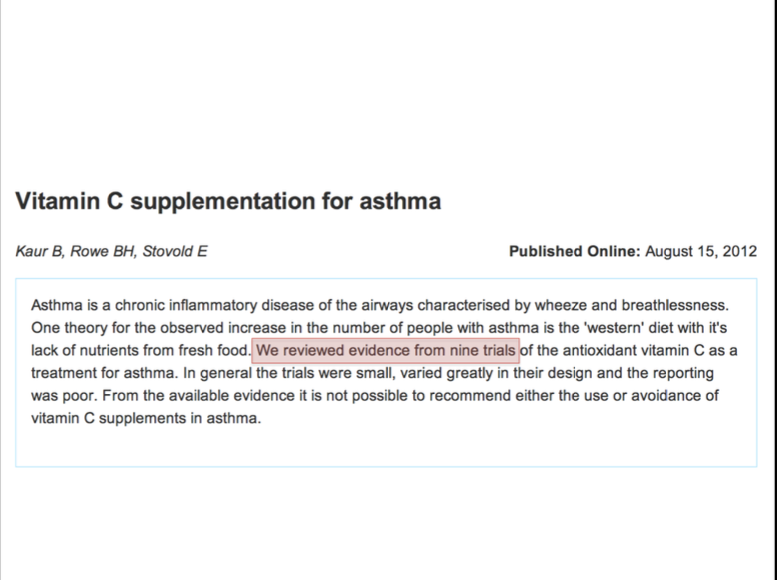 Vitamin C supplementation for asthma
Kaur B, Rowe BH, Stovold E Published Online: August 15, 2012
Asthma is a chronic inflammatory disease of the airways characterised by wheeze and breathlessness.
One theory for the observed increase in the number of people with asthma is the 'western' diet with it's
lack of nutrients from fresh food. We reviewed evidence from nine trials of the antioxidant vitamin C as a
treatment for asthma. In general the trials were small, varied greatly in their design and the reporting
was poor. From the available evidence it is not possible to recommend either the use or avoidance of
vitamin C supplements in asthma.